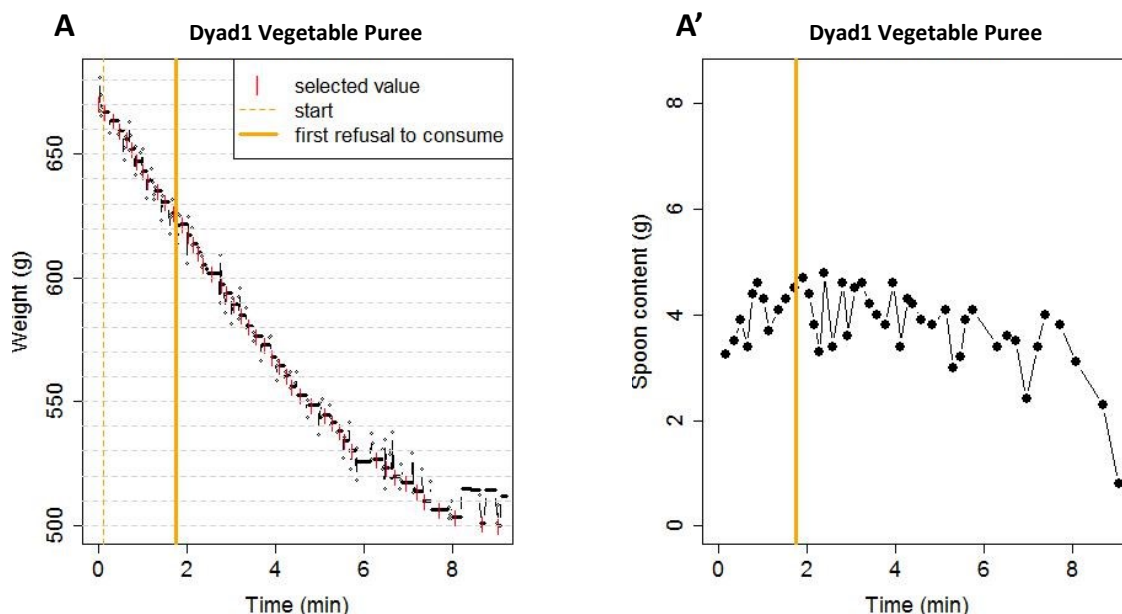 A
Dyad1 Vegetable Puree
selected value
start
first refusal to consume
Weight (g)
650
600
550
500
0 2 4 6 8
Time (min)
A’
Dyad1 Vegetable Puree
Spoon content (g)
8
6
4
2
0
0 2 4 6 8
Time (min)